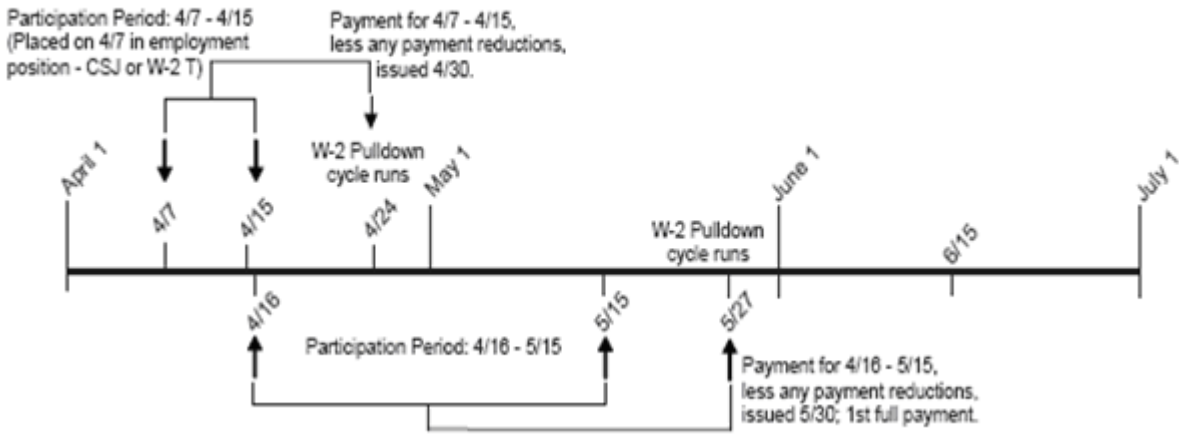 Participation Period: 4/7 - 4/15
(Placed on 4/7 in employment
position - CSJ or W-2 T)
Payment for 4/7 - 4/15,
less any payment reductions,
issued 4/30.
W-2 Pulldown
cycle runs
April 1
4/7
4/15
4/24
May 1
W-2 Pulldown
cycle runs
June 1
6/15
July 1
4/16
5/15
5/27
Participation Period: 4/16 - 5/15
Payment for 4/16 - 5/15,
less any payment reductions,
issued 5/30; 1st full payment.